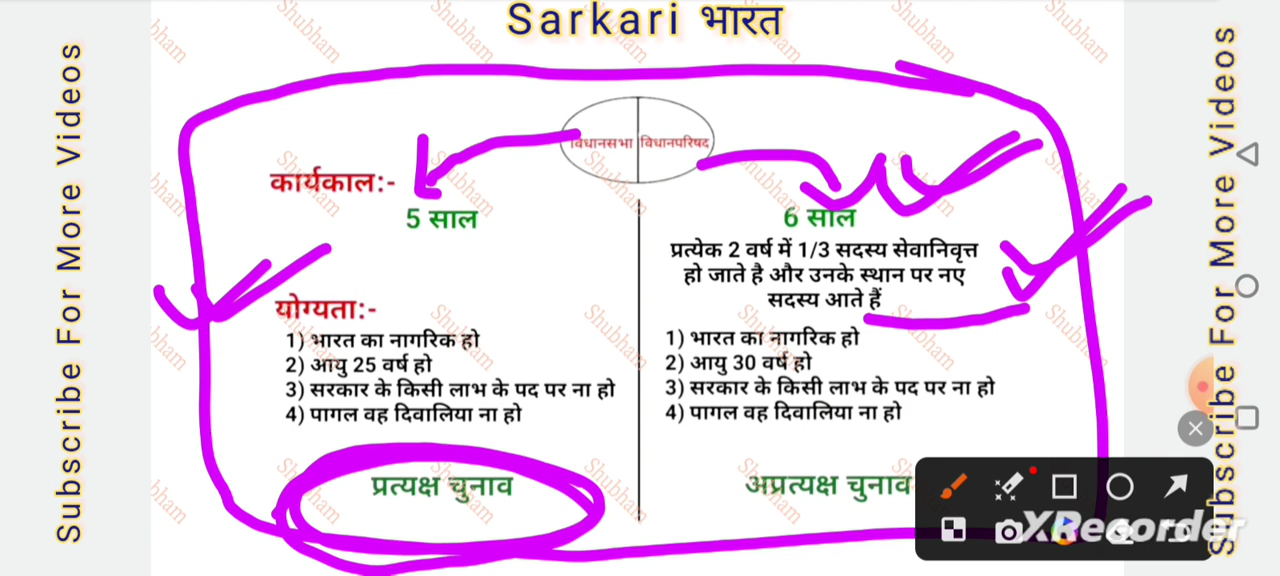 Sarkari भारत
Subscribe For More Videos
विधानसभा विधानपरिषद
कार्यकाल:-
5 साल
योग्यता:-
1) भारत का नागरिक हो
2) आयु 25 वर्ष हो
3) सरकार के किसी लाभ के पद पर ना हो
4) पागल वह दिवालिया ना हो
प्रत्यक्ष चुनाव
6 साल
प्रत्येक 2 वर्ष में 1/3 सदस्य सेवानिवृत्त
हो जाते है और उनके स्थान पर नए
सदस्य आते हैं
1) भारत का नागरिक हो
2) आयु 30 वर्ष हो
3) सरकार के किसी लाभ के पद पर ना हो
4) पागल वह दिवालिया ना हो
अप्रत्यक्ष चुनाव
Subscribe For More Videos
XRecorder
Shubham